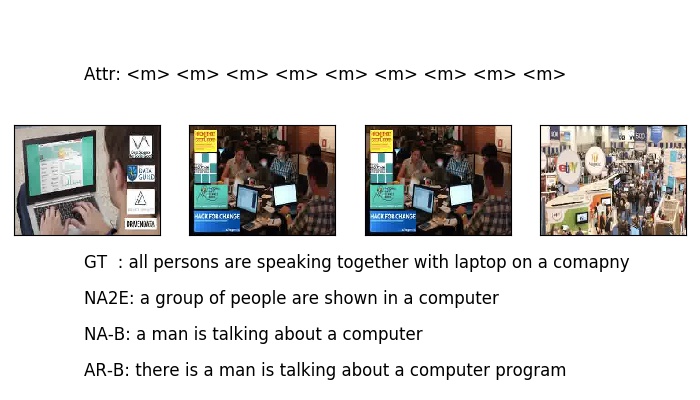 Attr: <m> <m> <m> <m> <m> <m> <m> <m> <m>
DATA
GUILD
DRIVENDATA
HACK FOR CHANGE
HACK FOR CHANGE
ebay
GT  : all persons are speaking together with laptop on a comapny
NA2E: a group of people are shown in a computer
NA-B: a man is talking about a computer
AR-B: there is a man is talking about a computer program